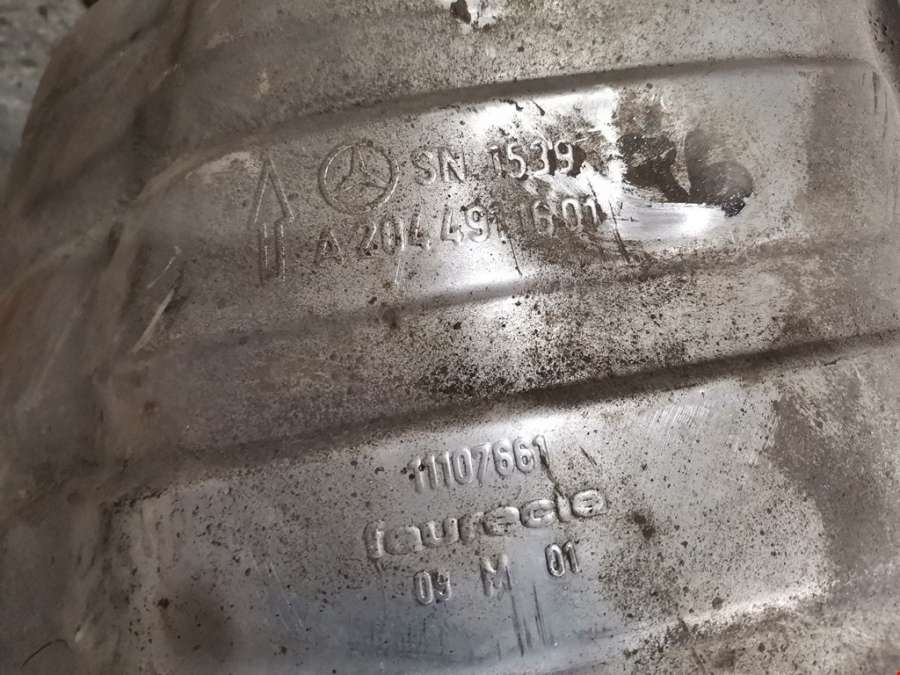 SN 1539
A 204 491 16 01
11107661
faurecia
09 M 01